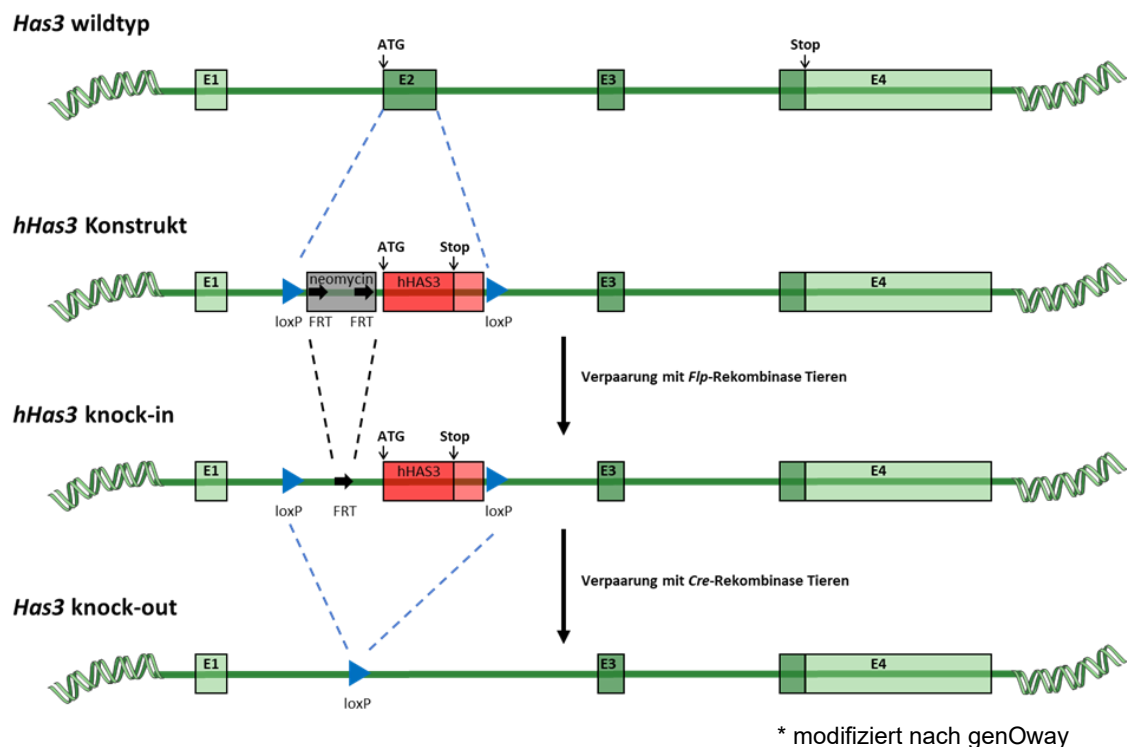 Has3 wildtyp
ATG
Stop
E1
E2
E3
E4
hHas3 Konstrukt
ATG
Stop
E1
neomycin
hHAS3
E3
E4
loxP
FRT
FRT
loxP
Verpaarung mit Flp-Rekombinase Tieren
hHas3 knock-in
ATG
Stop
E1
hHAS3
E3
E4
loxP
FRT
loxP
Verpaarung mit Cre-Rekombinase Tieren
Has3 knock-out
E1
E3
E4
loxP
* modifiziert nach genOway